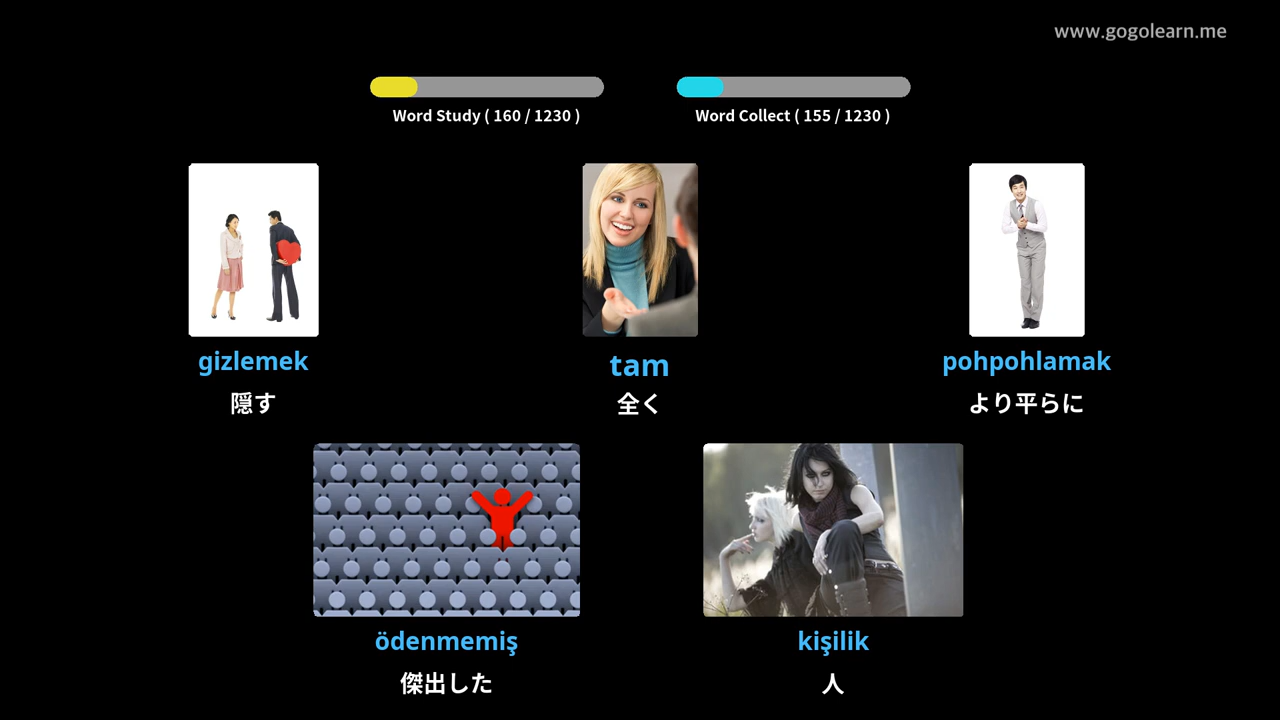 www.gogolearn.me
Word Study ( 160 / 1230 )
Word Collect ( 155 / 1230 )
gizlemek
隠す
tam
全く
pohpohlamak
より平らに
ödenmemiş
傑出した
kişilik
人